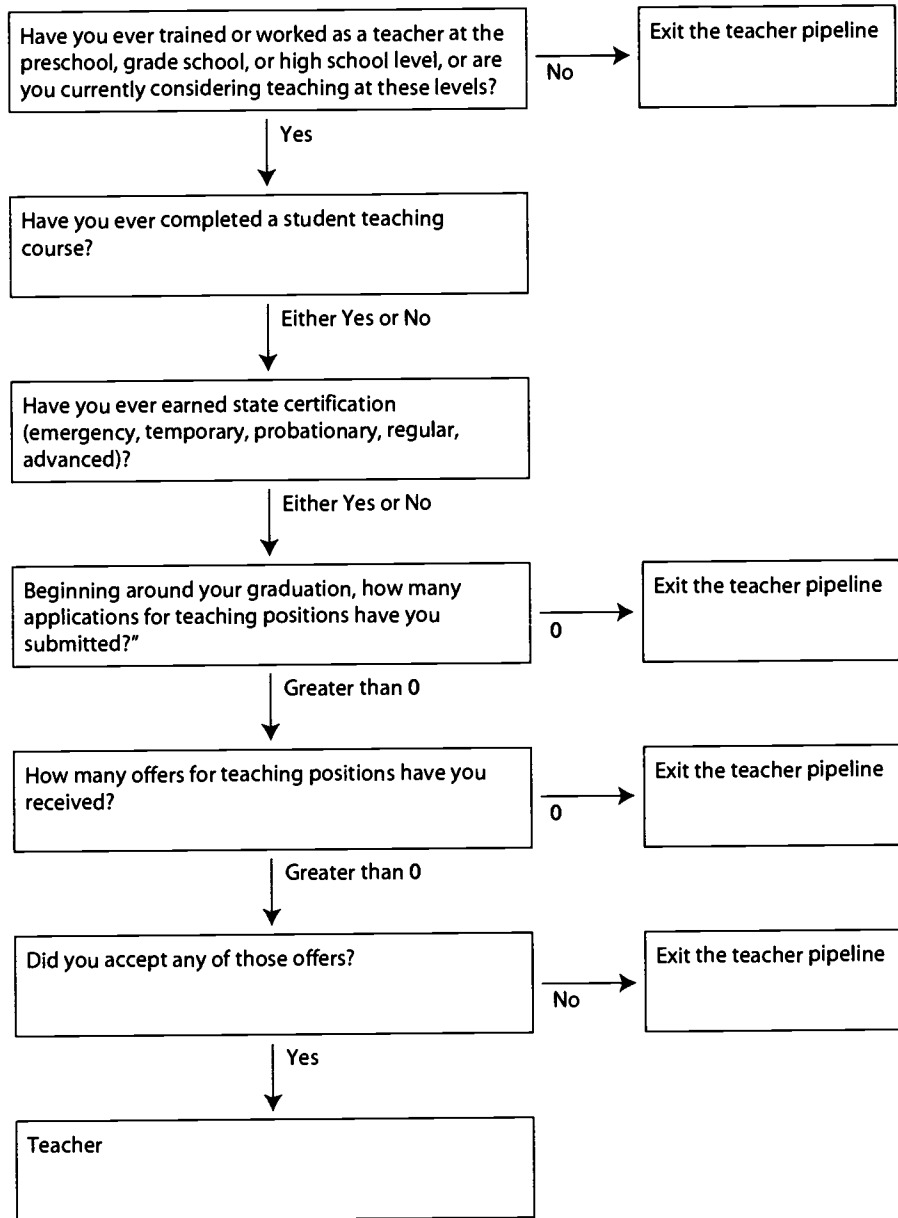 Have you ever trained or worked as a teacher at the
preschool, grade school, or high school level, or are
you currently considering teaching at these levels?
No
Exit the teacher pipeline
Yes
Have you ever completed a student teaching
course?
Either Yes or No
Have you ever earned state certification
(emergency, temporary, probationary, regular,
advanced)?
Either Yes or No
Beginning around your graduation, how many
applications for teaching positions have you
submitted?”
0
Exit the teacher pipeline
Greater than 0
How many offers for teaching positions have you
received?
0
Exit the teacher pipeline
Greater than 0
Did you accept any of those offers?
No
Exit the teacher pipeline
Yes
Teacher